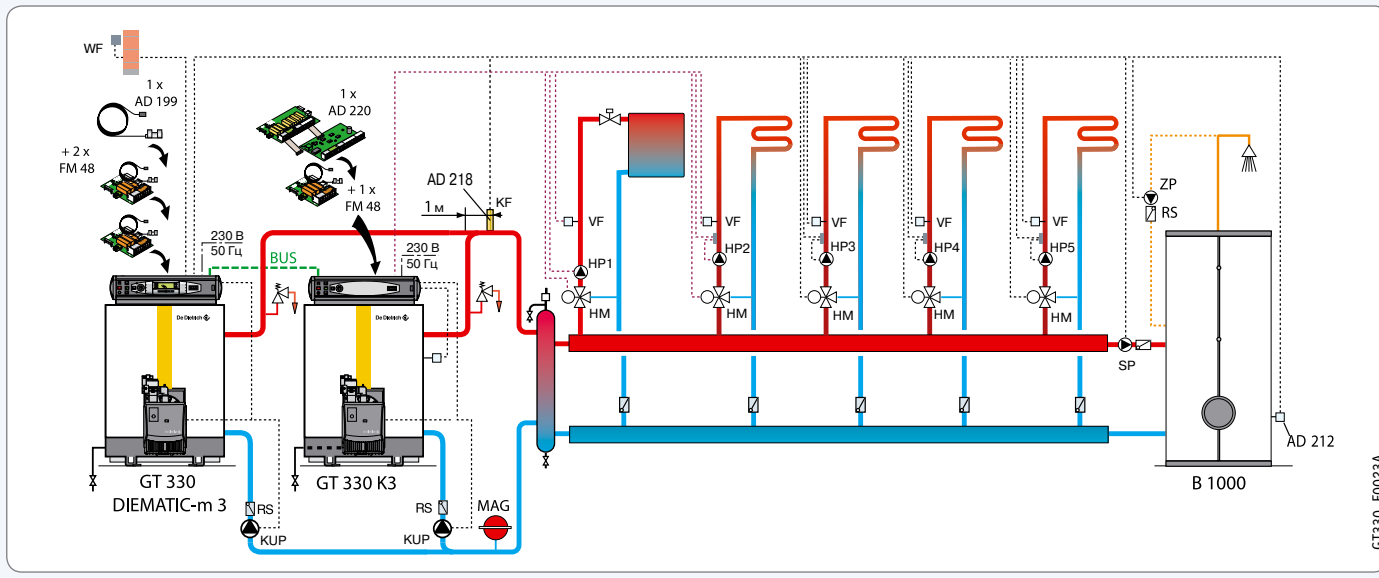 WF
1 x
AD 199
+ 2 x
FM 48
1x
AD 220
+ 1 x
FM 48
AD 218
1 м
KF
230 В
50 Гц
BUS
230 В
50 Гц
De Dietrich
De Dietrich
VF
VF
VF
VF
VF
HP1
HP2
HP3
HP4
HP5
HM
HM
HM
HM
HM
ZP
RS
SP
AD 212
B 1000
GT 330
DIEMATIC-m 3
GT 330 K3
RS
KUP
RS
KUP
MAG
GT330_F0023A